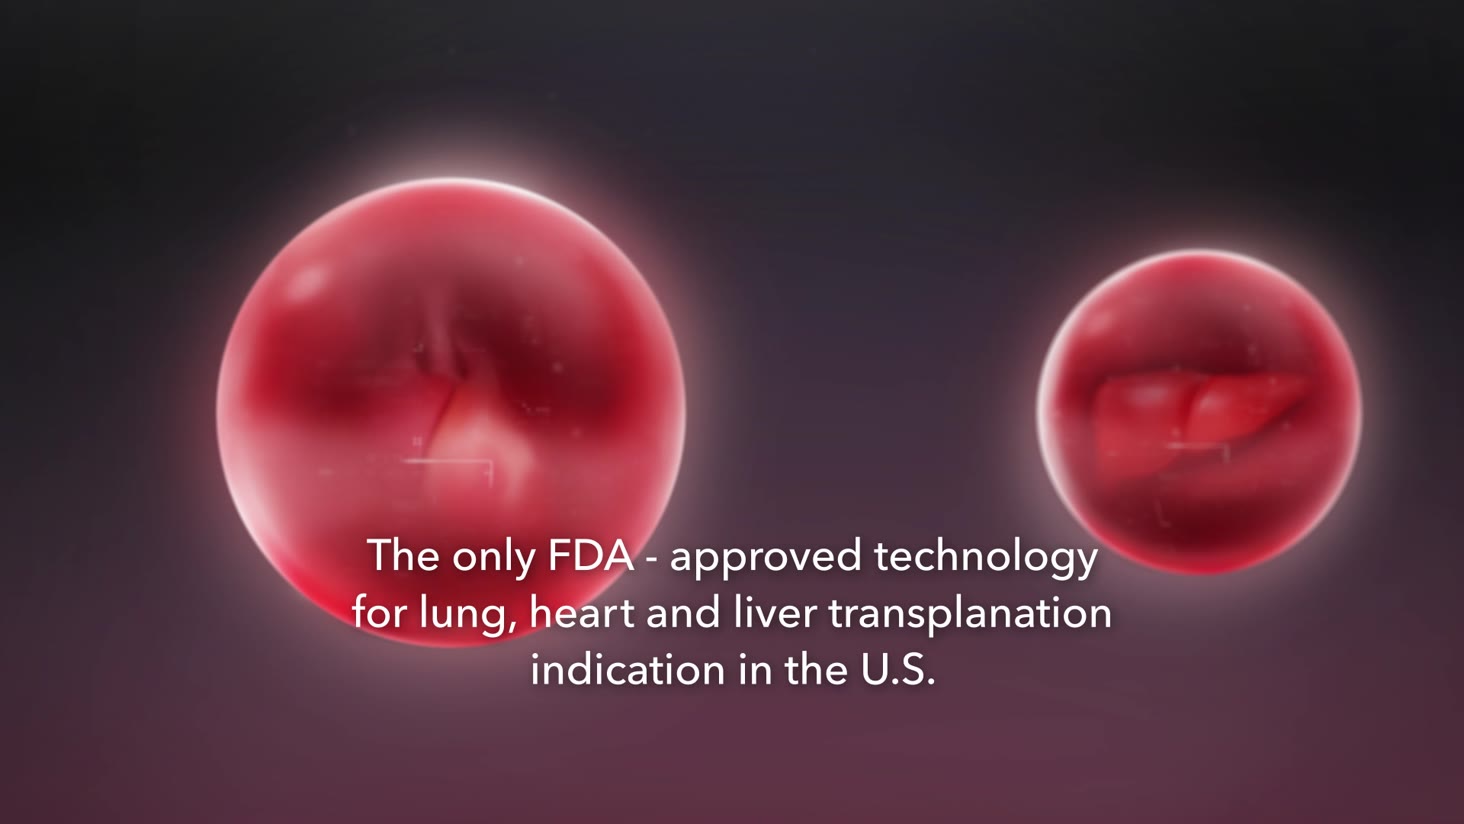 The only FDA - approved technology
for lung, heart and liver transplanation
indication in the U.S.